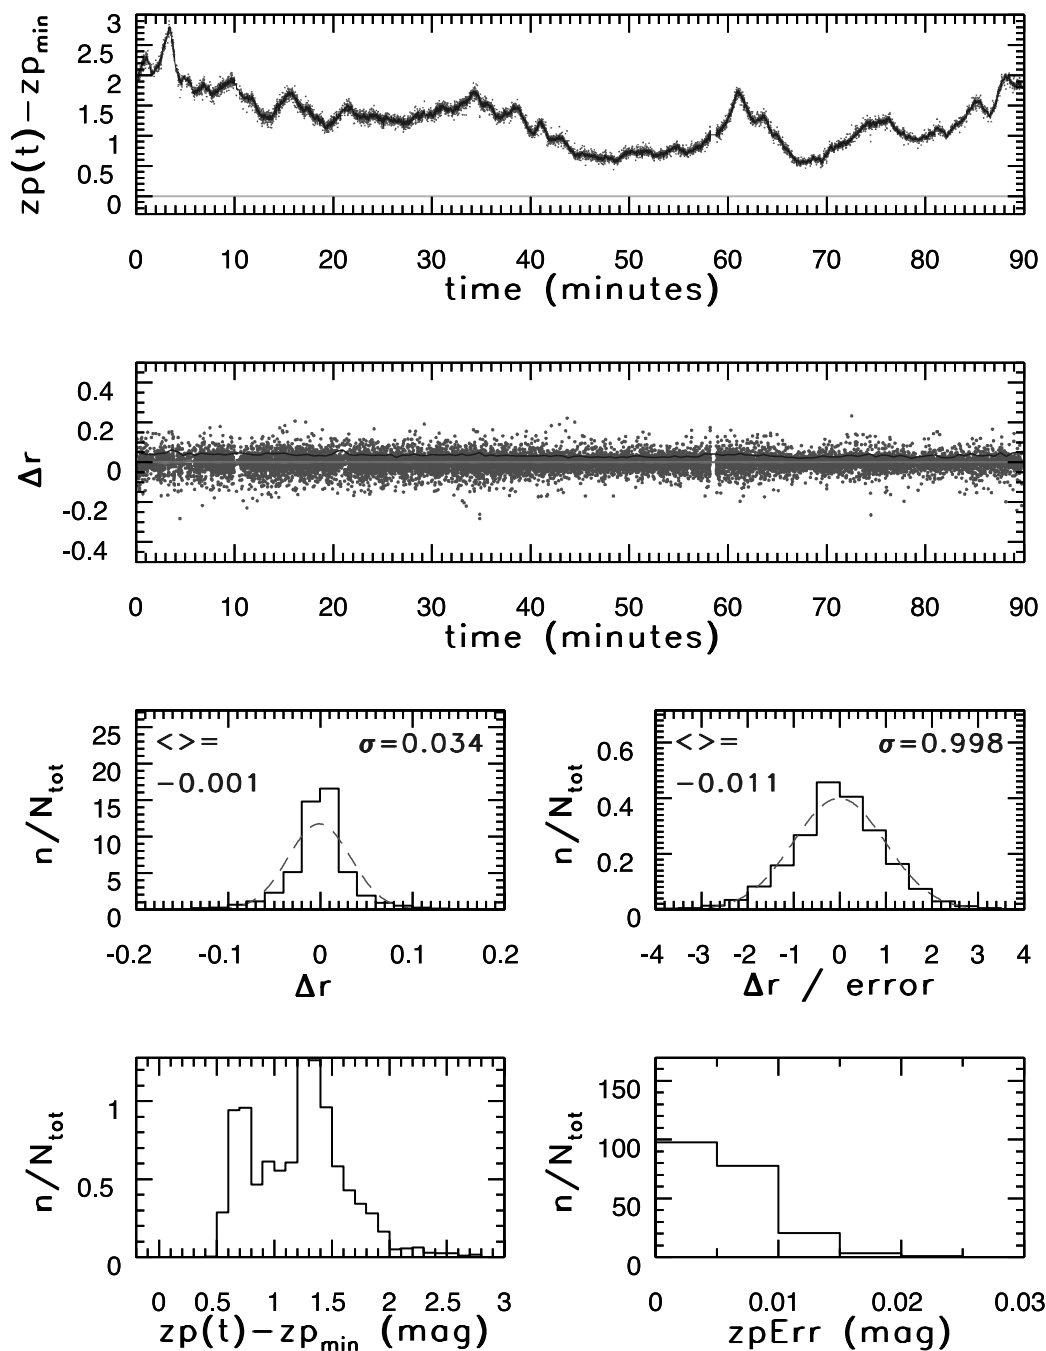 3
2.5
2
1.5
1
0.5
0
zp(t)-zp_min
0 10 20 30 40 50 60 70 80 90
time (minutes)
0.4
0.2
0
-0.2
-0.4
Δr
0 10 20 30 40 50 60 70 80 90
time (minutes)
25
20
15
10
5
0
n/N_tot
<>=
-0.001
σ=0.034
-0.2 -0.1 0 0.1 0.2
Δr
0.6
0.4
0.2
0
n/N_tot
<>=
-0.011
σ=0.998
-4 -3 -2 -1 0 1 2 3 4
Δr / error
1
0.5
0
n/N_tot
0 0.5 1 1.5 2 2.5 3
zp(t)-zp_min (mag)
150
100
50
0
n/N_tot
0 0.01 0.02 0.03
zpErr (mag)